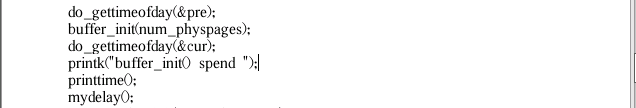 do_gettimeofday(&pre);
buffer_init(num_physpages);
do_gettimeofday(&cur);
printk("buffer_init() spend ");
printtime();
mydelay();